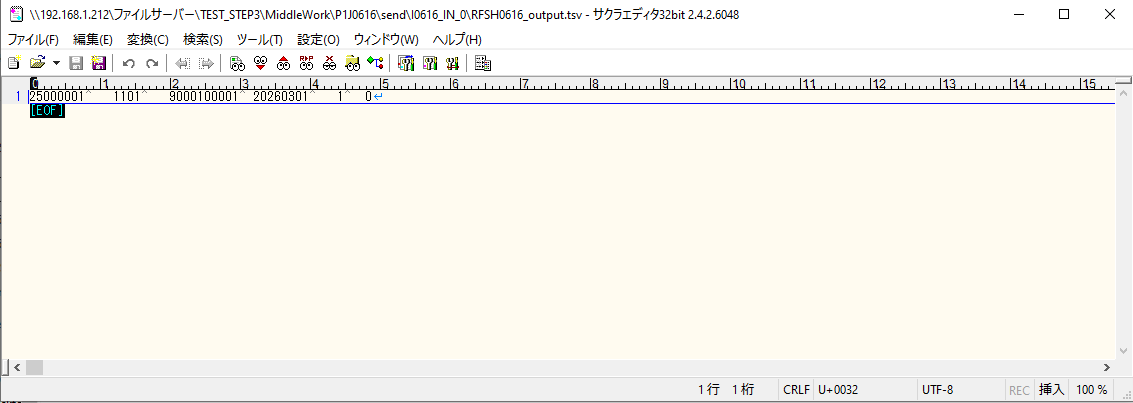 \\192.168.1.212\ファイルサーバー\TEST_STEP3\MiddleWork\P1J0616\send\I0616_IN_0\RFSH0616_output.tsv - サクラエディタ32bit 2.4.2.6048
ファイル(F) 編集(E) 変換(C) 検索(S) ツール(T) 設定(O) ウィンドウ(W) ヘルプ(H)
0 1 2 3 4 5 6 7 8 9 10 11 12 13 14 15
1 25000001^ 1101^ 9000100001^ 20260301^ 1^ 0↵
[EOF]
1 行 1 桁 CRLF U+0032 UTF-8 REC 挿入 100 %